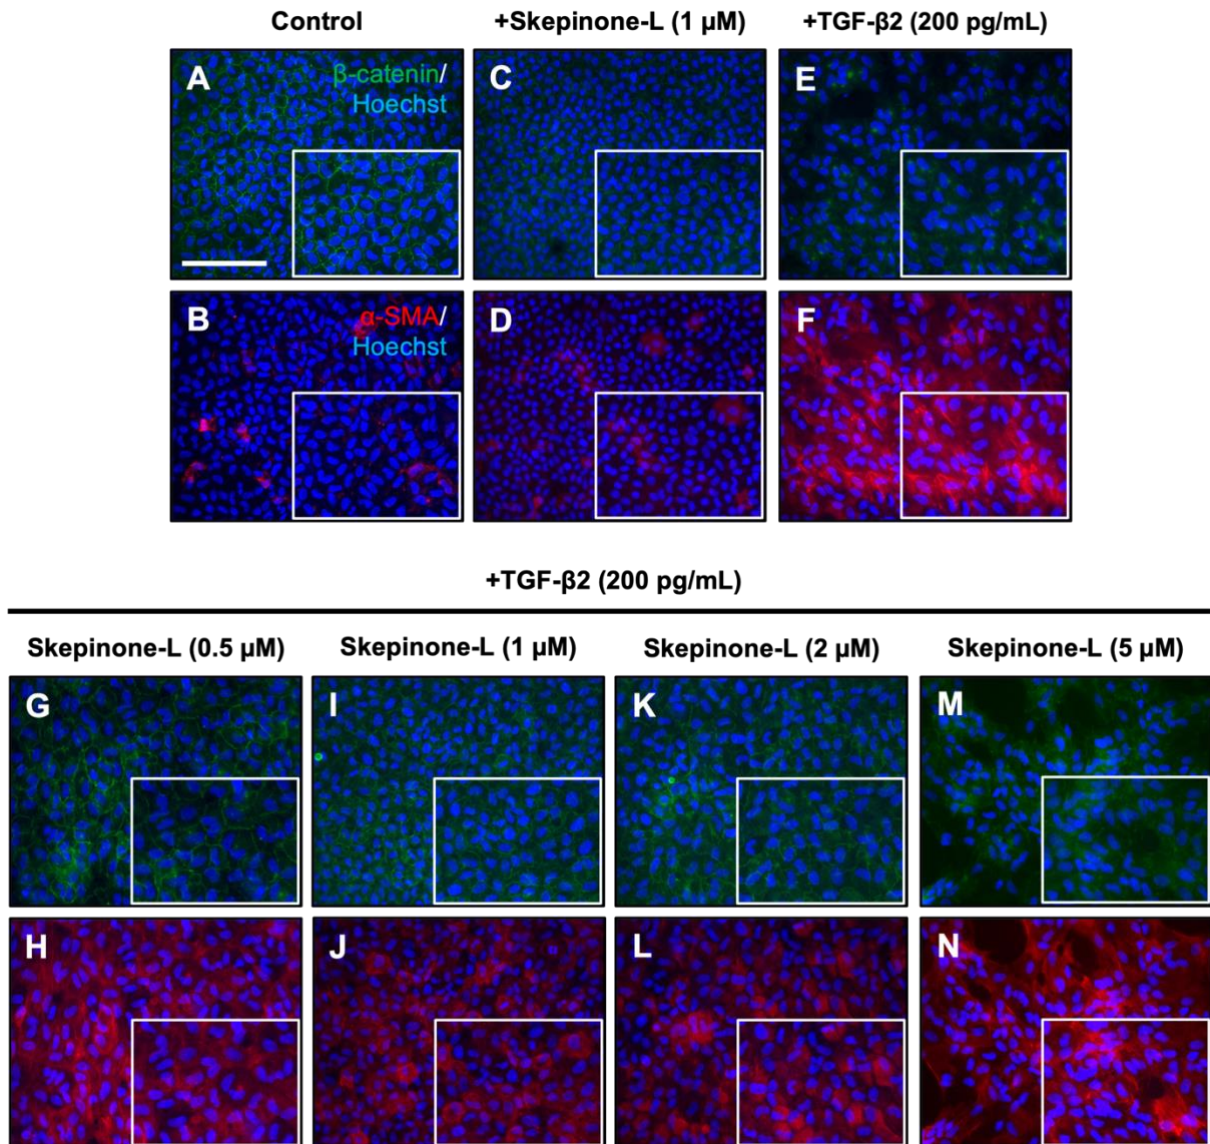 Control
+Skepinone-L (1 µM)
+TGF-β2 (200 pg/mL)
A
β-catenin/
Hoechst
C
E
B
α-SMA/
Hoechst
D
F
+TGF-β2 (200 pg/mL)
Skepinone-L (0.5 µM)
Skepinone-L (1 µM)
Skepinone-L (2 µM)
Skepinone-L (5 µM)
G
I
K
M
H
J
L
N